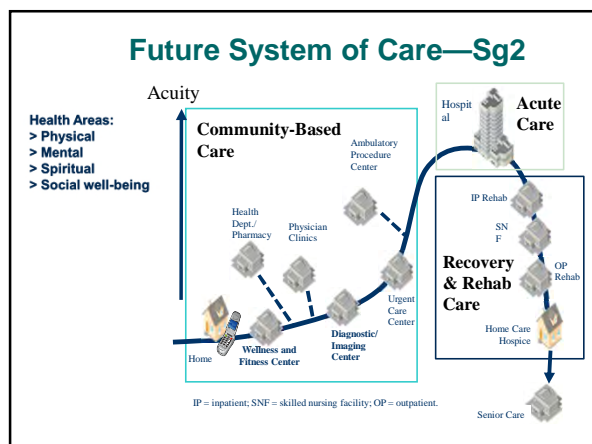 Future System of Care—Sg2
Acuity
Health Areas:
> Physical
> Mental
> Spiritual
> Social well-being
Community-Based
Care
Ambulatory
Procedure
Center
Health
Dept./
Pharmacy
Physician
Clinics
Home
Wellness and
Fitness Center
Diagnostic/
Imaging
Center
Urgent
Care
Center
Hospit
al
Acute
Care
IP Rehab
SN
F
Recovery
& Rehab
Care
OP
Rehab
Home Care
Hospice
Senior Care
IP = inpatient; SNF = skilled nursing facility; OP = outpatient.